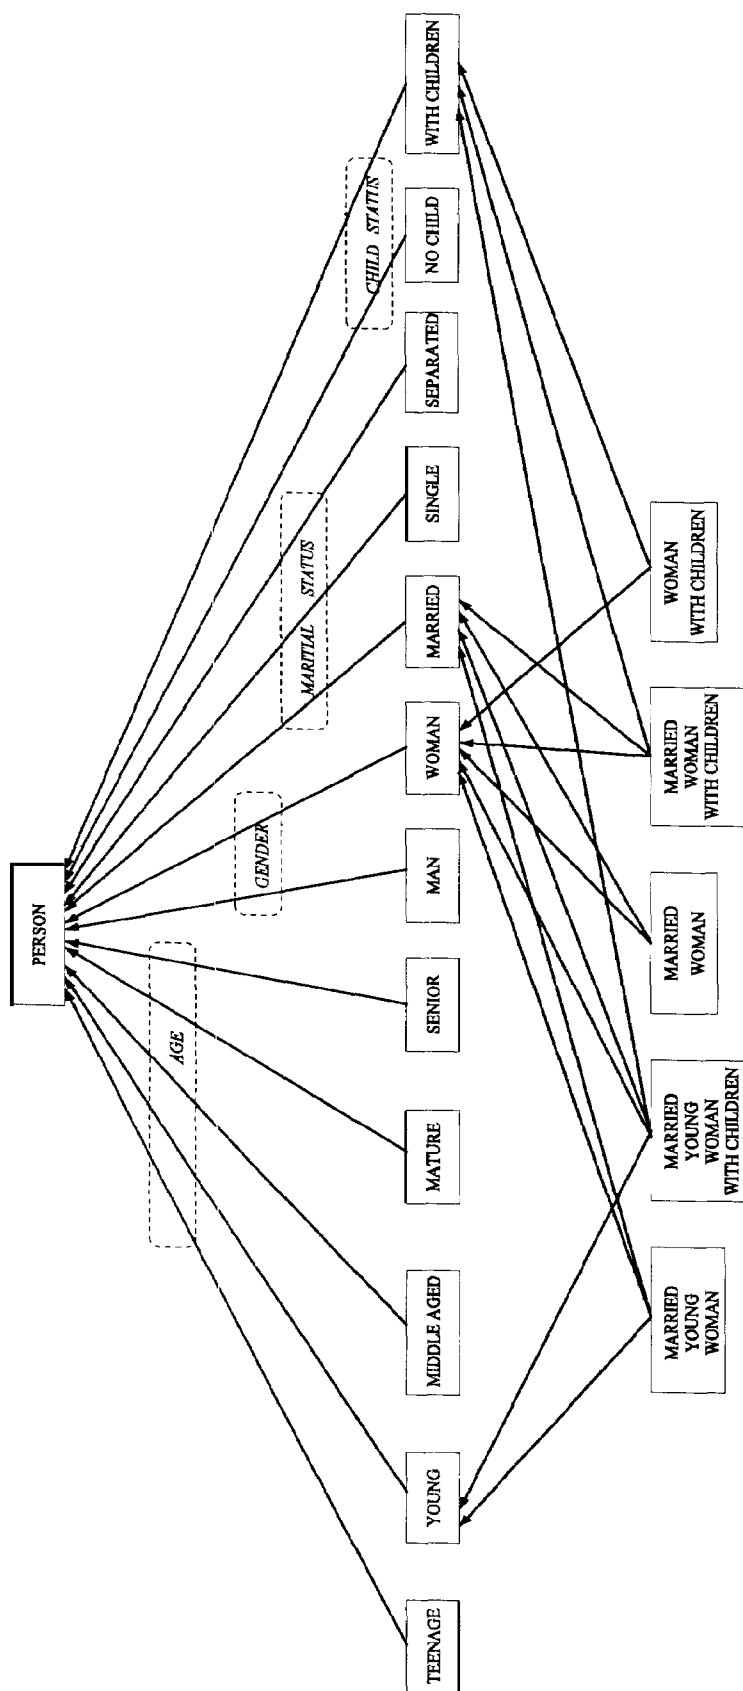 PERSON
AGE
GENDER
MARITIAL STATUS
CHILD STATUS
TEENAGE
YOUNG
MIDDLE AGED
MATURE
SENIOR
MAN
WOMAN
MARRIED
SINGLE
SEPARATED
NO CHILD
WITH CHILDREN
MARRIED
YOUNG
WOMAN
MARRIED
YOUNG
WOMAN
WITH CHILDREN
MARRIED
WOMAN
MARRIED
WOMAN
WITH CHILDREN
WOMAN
WITH CHILDREN